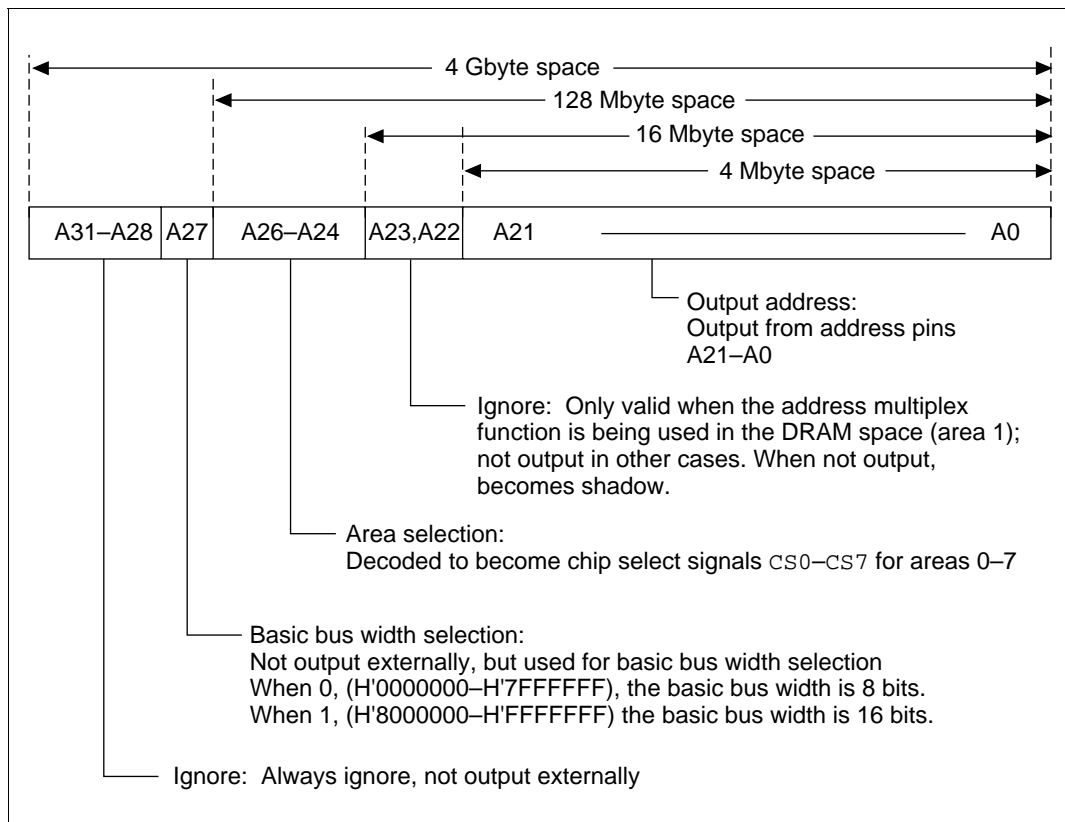 4 Gbyte space
128 Mbyte space
16 Mbyte space
4 Mbyte space
A31–A28 A27 A26–A24 A23,A22 A21 A0
Output address:
Output from address pins
A21–A0
Ignore: Only valid when the address multiplex
function is being used in the DRAM space (area 1);
not output in other cases. When not output,
becomes shadow.
Area selection:
Decoded to become chip select signals CS0–CS7 for areas 0–7
Basic bus width selection:
Not output externally, but used for basic bus width selection
When 0, (H'0000000–H'7FFFFFF), the basic bus width is 8 bits.
When 1, (H'8000000–H'FFFFFFF) the basic bus width is 16 bits.
Ignore: Always ignore, not output externally